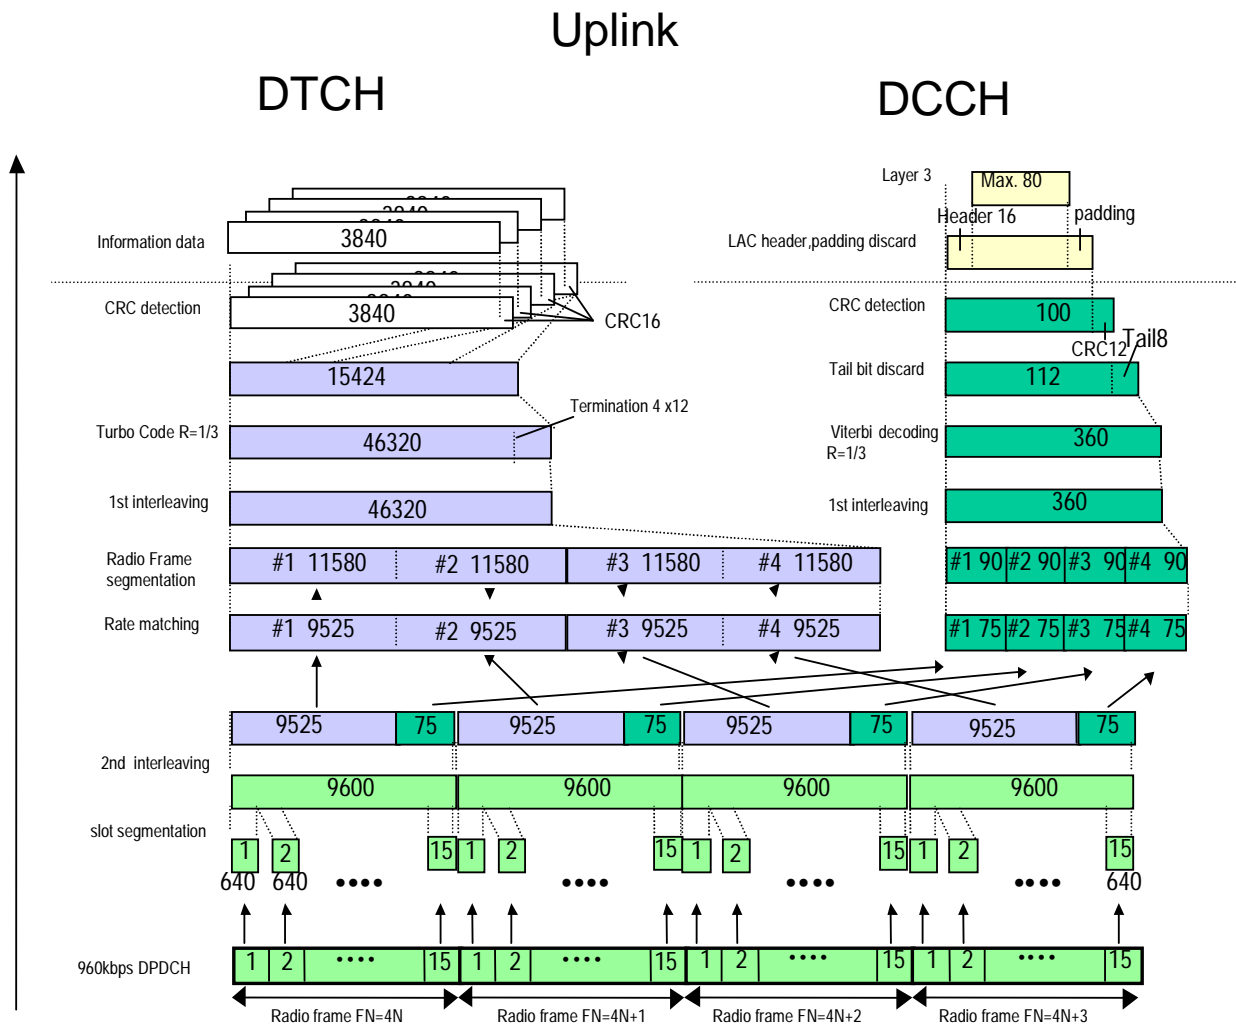 Uplink
DTCH
DCCH
Layer 3
Max. 80
Header 16
padding
3840
3840
3840
Information data
3840
LAC header,padding discard
3840
3840
3840
CRC detection
3840
CRC16
CRC detection
100
CRC12
Tail8
15424
Tail bit discard
112
Termination 4 x12
Turbo Code R=1/3
46320
Viterbi decoding
R=1/3
360
1st interleaving
46320
1st interleaving
360
Radio Frame
segmentation
#1 11580 #2 11580 #3 11580 #4 11580
#1 90 #2 90 #3 90 #4 90
Rate matching
#1 9525 #2 9525 #3 9525 #4 9525
#1 75 #2 75 #3 75 #4 75
9525 75 9525 75 9525 75 9525 75
2nd interleaving
9600 9600 9600 9600
slot segmentation
1 2 15 1 2 15 1 2 15 1 2 15
640 640 •••• •••• •••• •••• 640
960kbps DPDCH
1 2 •••• 15 1 2 •••• 15 1 2 •••• 15 1 2 •••• 15
Radio frame FN=4N
Radio frame FN=4N+1
Radio frame FN=4N+2
Radio frame FN=4N+3